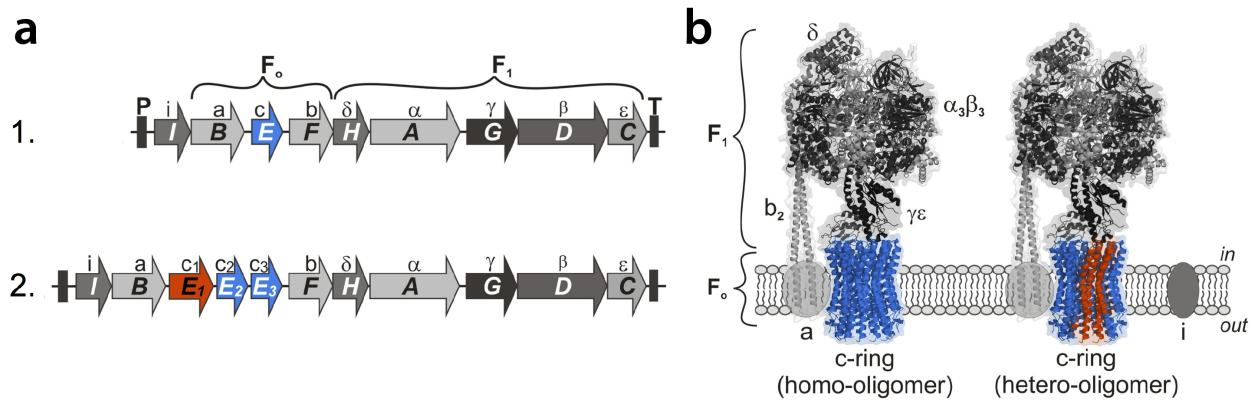 a
Fₒ F₁
P i a c b δ α γ β ε T
1. I B E F H A G D C
i a c₁ c₂ c₃ b δ α γ β ε
2. I B E₁ E₂ E₃ F H A G D C
b
δ
α₃β₃
F₁
b₂ γε
in
Fₒ
out
a i
c-ring c-ring
(homo-oligomer) (hetero-oligomer)